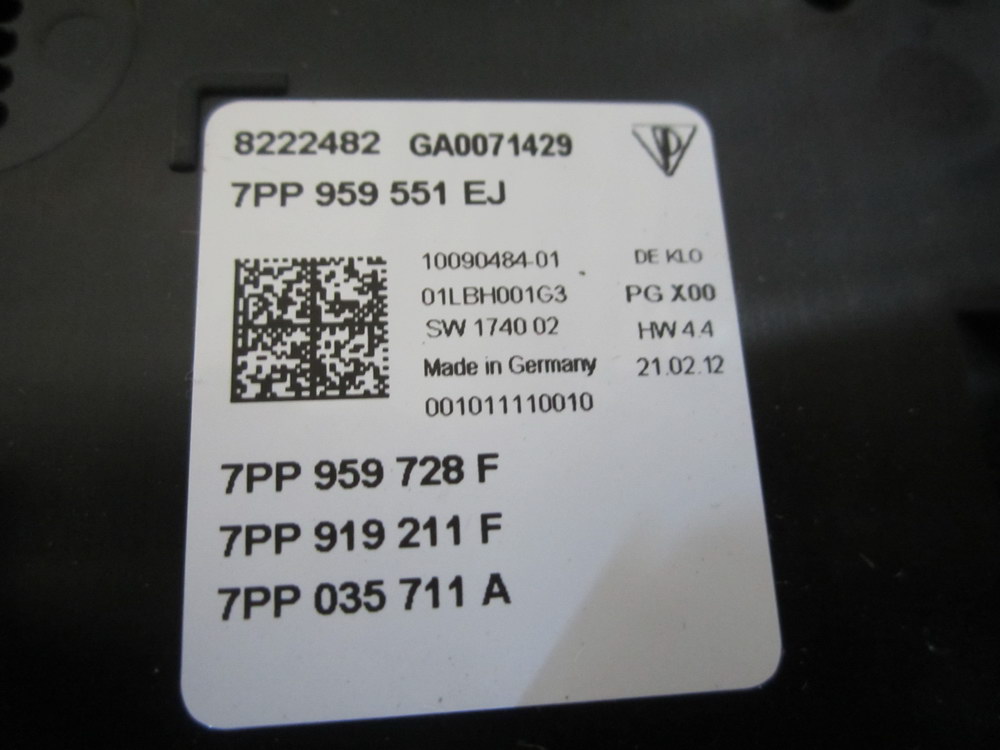 8222482 GA0071429
7PP 959 551 EJ
10090484-01 DE KLO
01LBH001G3 PG X00
SW 1740 02 HW 4.4
Made in Germany 21.02.12
001011110010
7PP 959 728 F
7PP 919 211 F
7PP 035 711 A